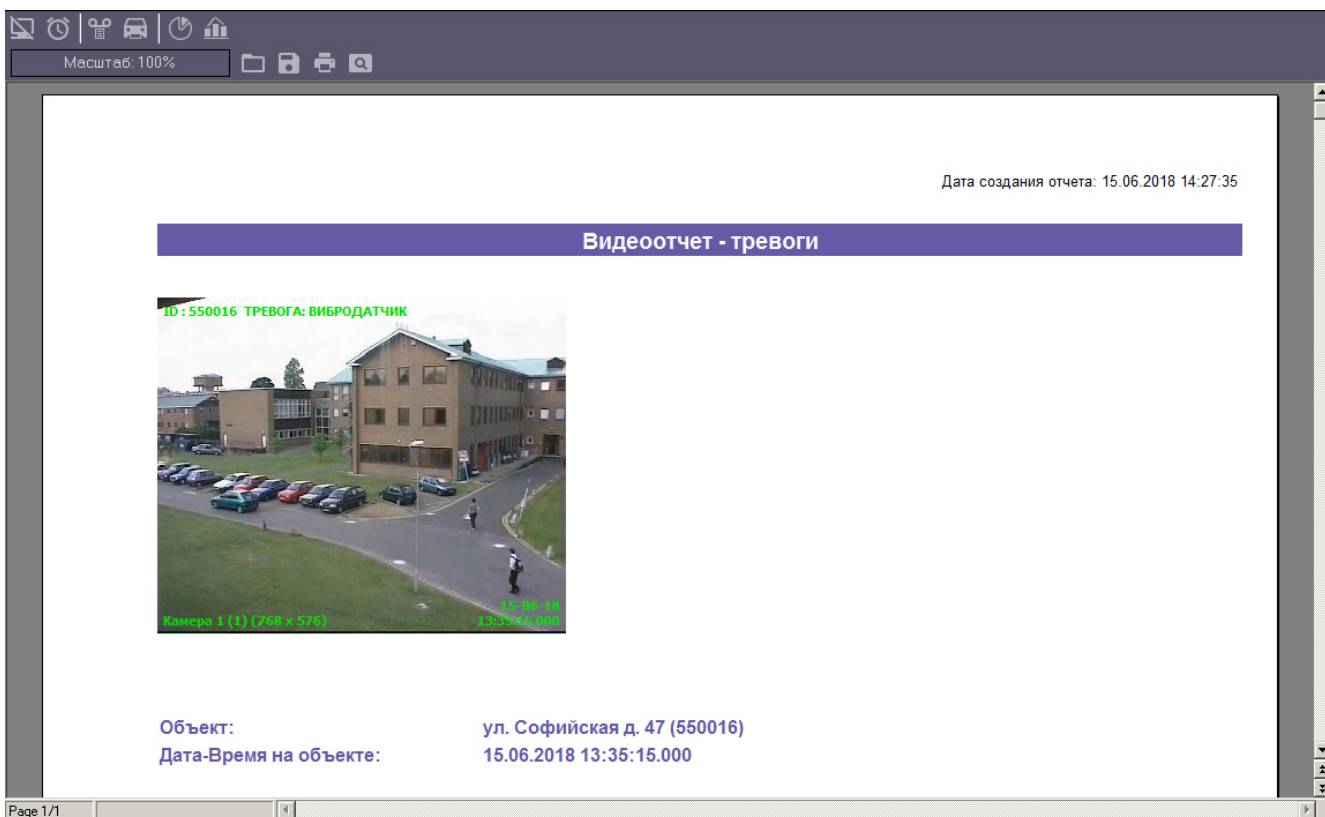 Масштаб: 100%
Дата создания отчета: 15.06.2018 14:27:35
Видеоотчет - тревоги
ID : 550016 ТРЕВОГА: ВИБРОДАТЧИК
15-06-18
Камера 1 (1) (768 x 576) 13:35:15.000
Объект: ул. Софийская д. 47 (550016)
Дата-Время на объекте: 15.06.2018 13:35:15.000
Page 1/1